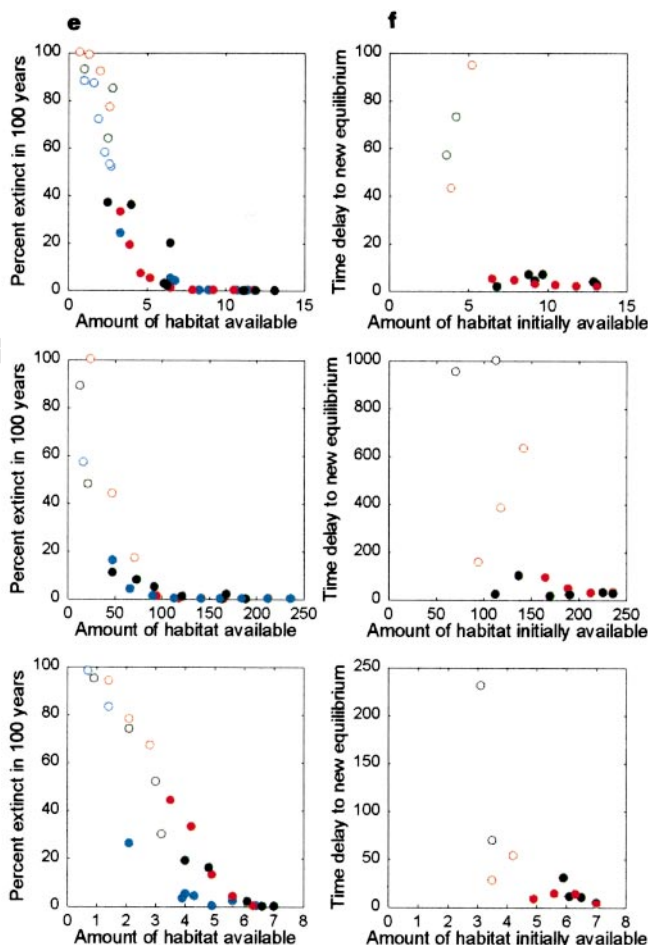 e
f
100
80
60
40
20
0
Percent extinct in 100 years
0 5 10 15
Amount of habitat available
100
80
60
40
20
0
Time delay to new equilibrium
0 5 10 15
Amount of habitat initially available
100
80
60
40
20
0
Percent extinct in 100 years
0 50 100 150 200 250
Amount of habitat available
1000
800
600
400
200
0
Time delay to new equilibrium
0 50 100 150 200 250
Amount of habitat initially available
100
80
60
40
20
0
Percent extinct in 100 years
0 1 2 3 4 5 6 7 8
Amount of habitat available
250
200
150
100
50
0
Time delay to new equilibrium
0 1 2 3 4 5 6 7 8
Amount of habitat initially available